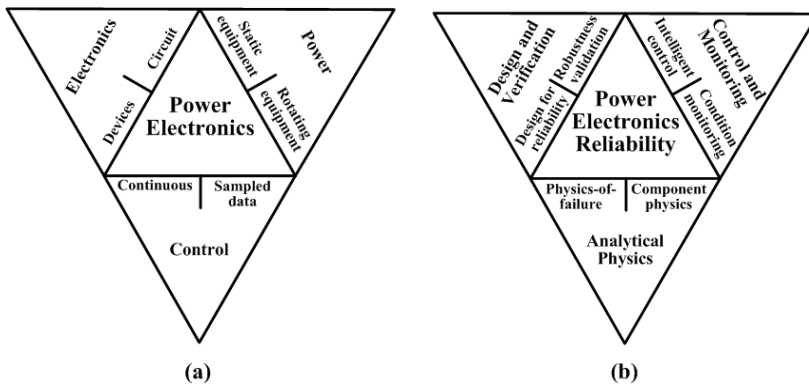 Electronics
Circuit
Devices
Static
equipment
Power
Rotating
equipment
Power
Electronics
Continuous
Sampled
data
Control
(a)
Design and
Verification
Robustness
validation
Design for
reliability
Intelligent
control
Control and
Monitoring
Condition
monitoring
Power
Electronics
Reliability
Physics-of-
failure
Component
physics
Analytical
Physics
(b)